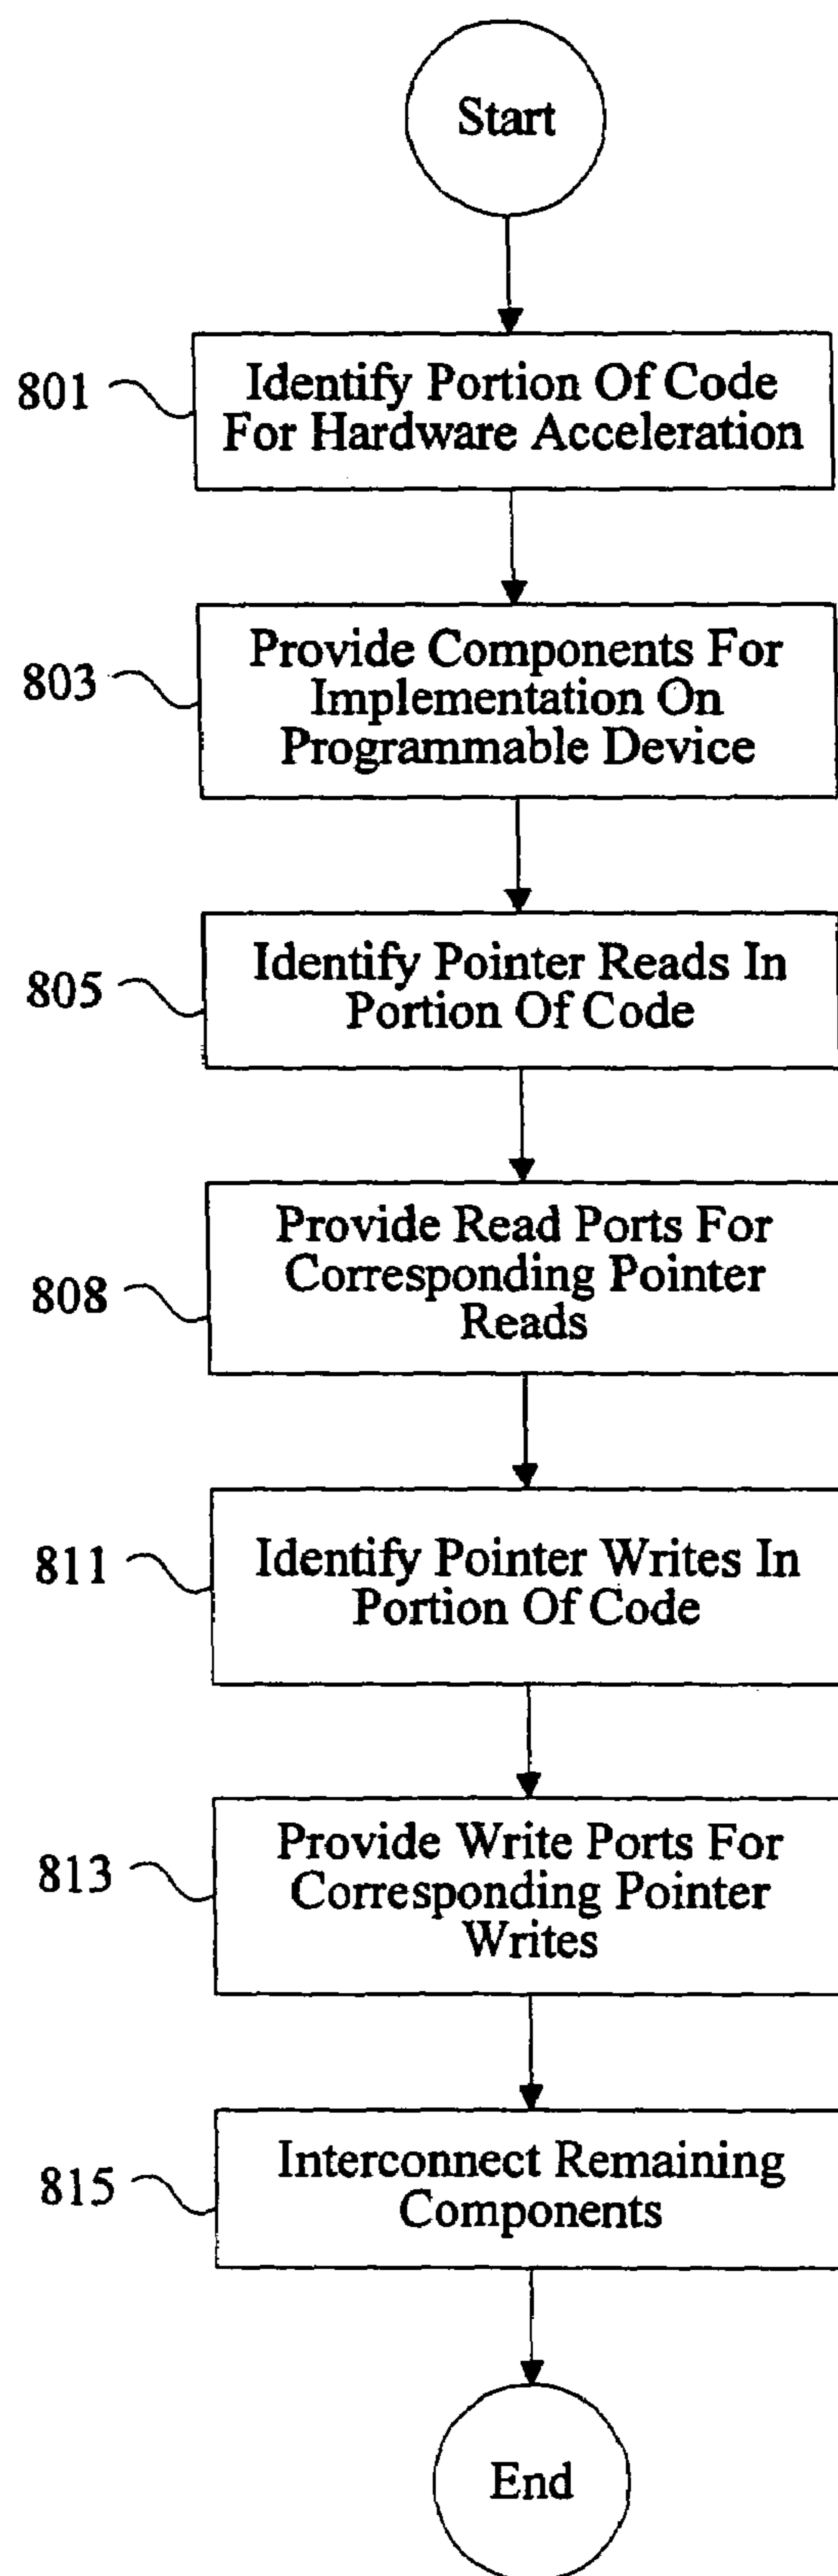 Start
801
Identify Portion Of Code
For Hardware Acceleration
803
Provide Components For
Implementation On
Programmable Device
805
Identify Pointer Reads In
Portion Of Code
808
Provide Read Ports For
Corresponding Pointer
Reads
811
Identify Pointer Writes In
Portion Of Code
813
Provide Write Ports For
Corresponding Pointer
Writes
815
Interconnect Remaining
Components
End